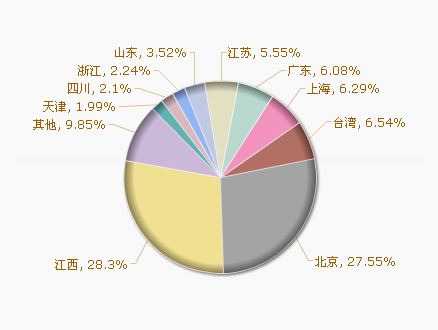 山东, 3.52%
江苏, 5.55%
浙江, 2.24%
广东, 6.08%
四川, 2.1%
上海, 6.29%
天津, 1.99%
其他, 9.85%
台湾, 6.54%
江西, 28.3%
北京, 27.55%